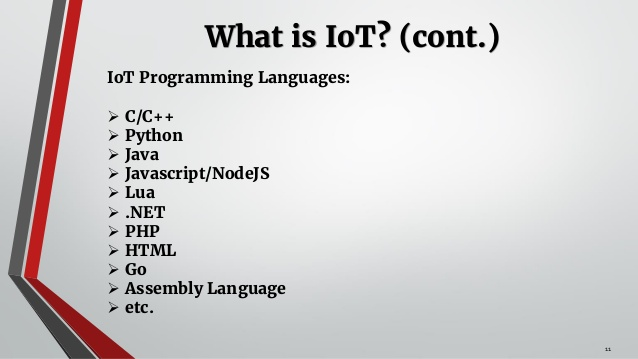 What is IoT? (cont.)
IoT Programming Languages:
➢ C/C++
➢ Python
➢ Java
➢ Javascript/NodeJS
➢ Lua
➢ .NET
➢ PHP
➢ HTML
➢ Go
➢ Assembly Language
➢ etc.
11